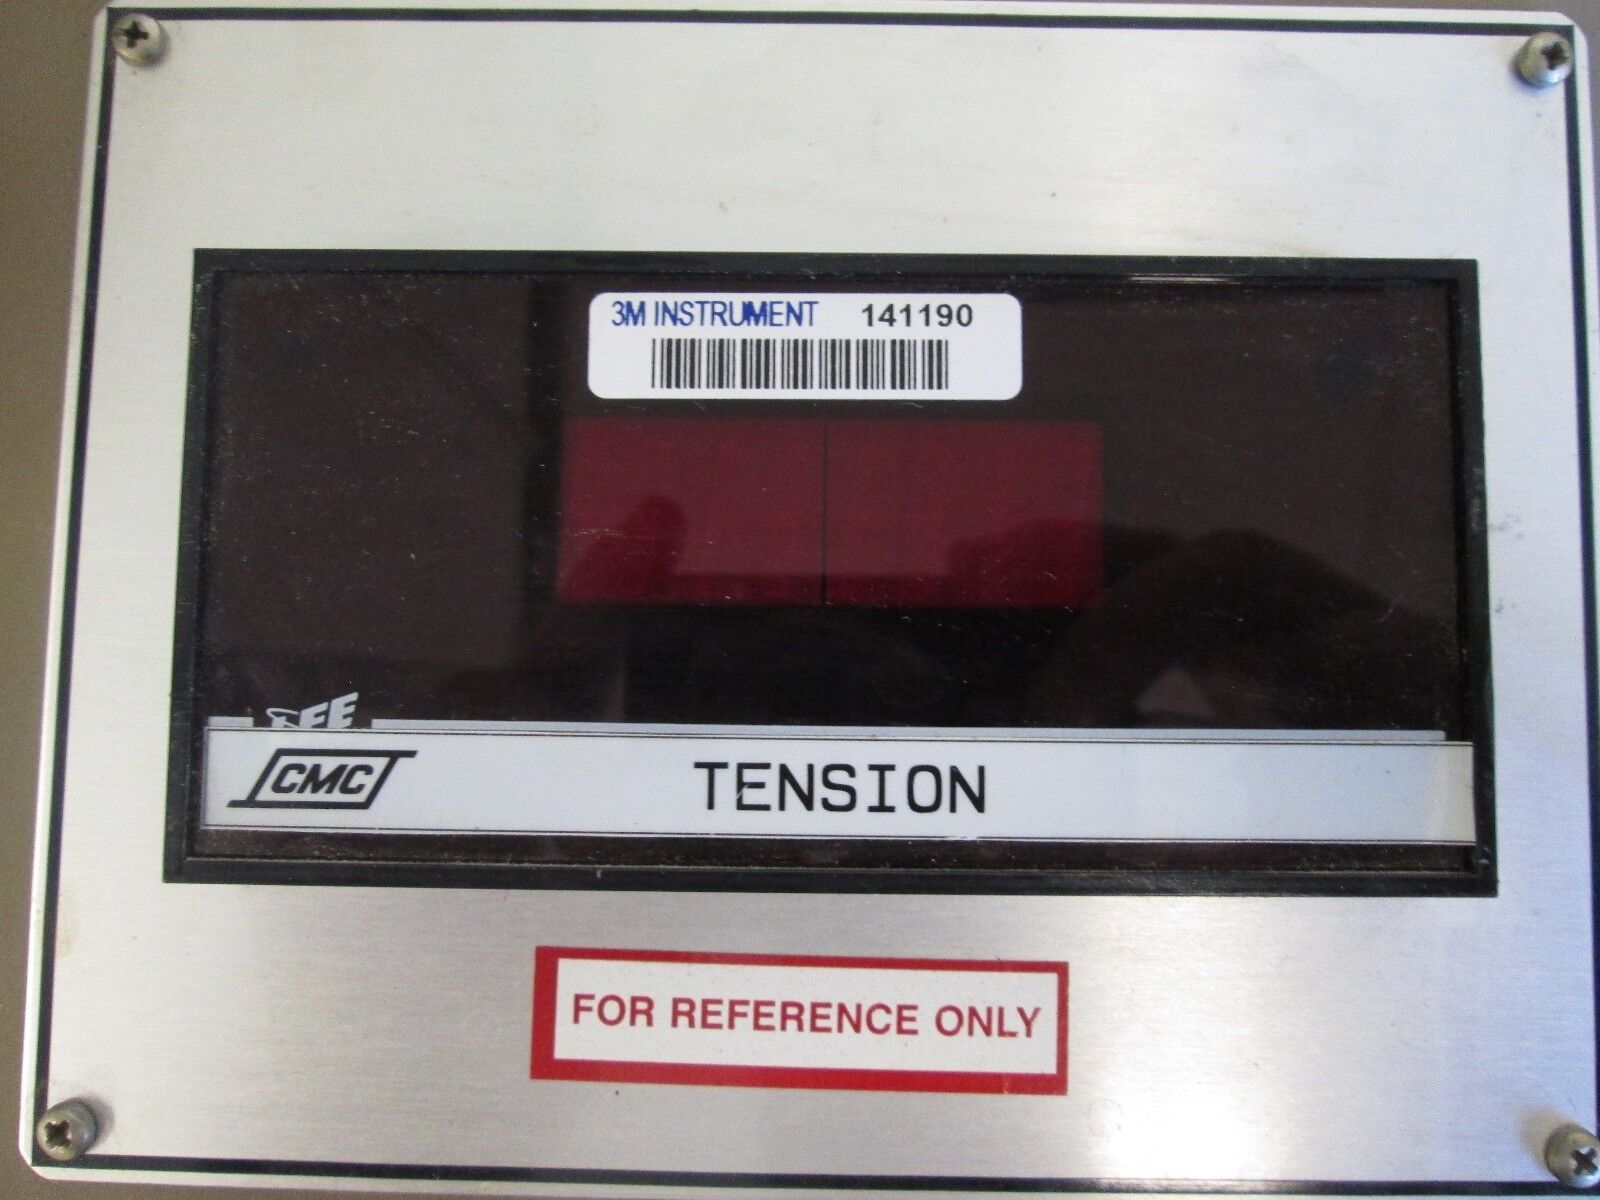 3M INSTRUMENT 141190
CMC TENSION
FOR REFERENCE ONLY